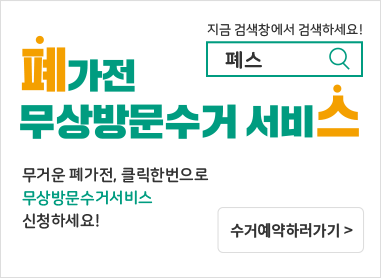 지금 검색창에서 검색하세요!
폐스
폐가전
무상방문수거 서비스
무거운 폐가전, 클릭한번으로
무상방문수거서비스
신청하세요!
수거예약하러가기 >